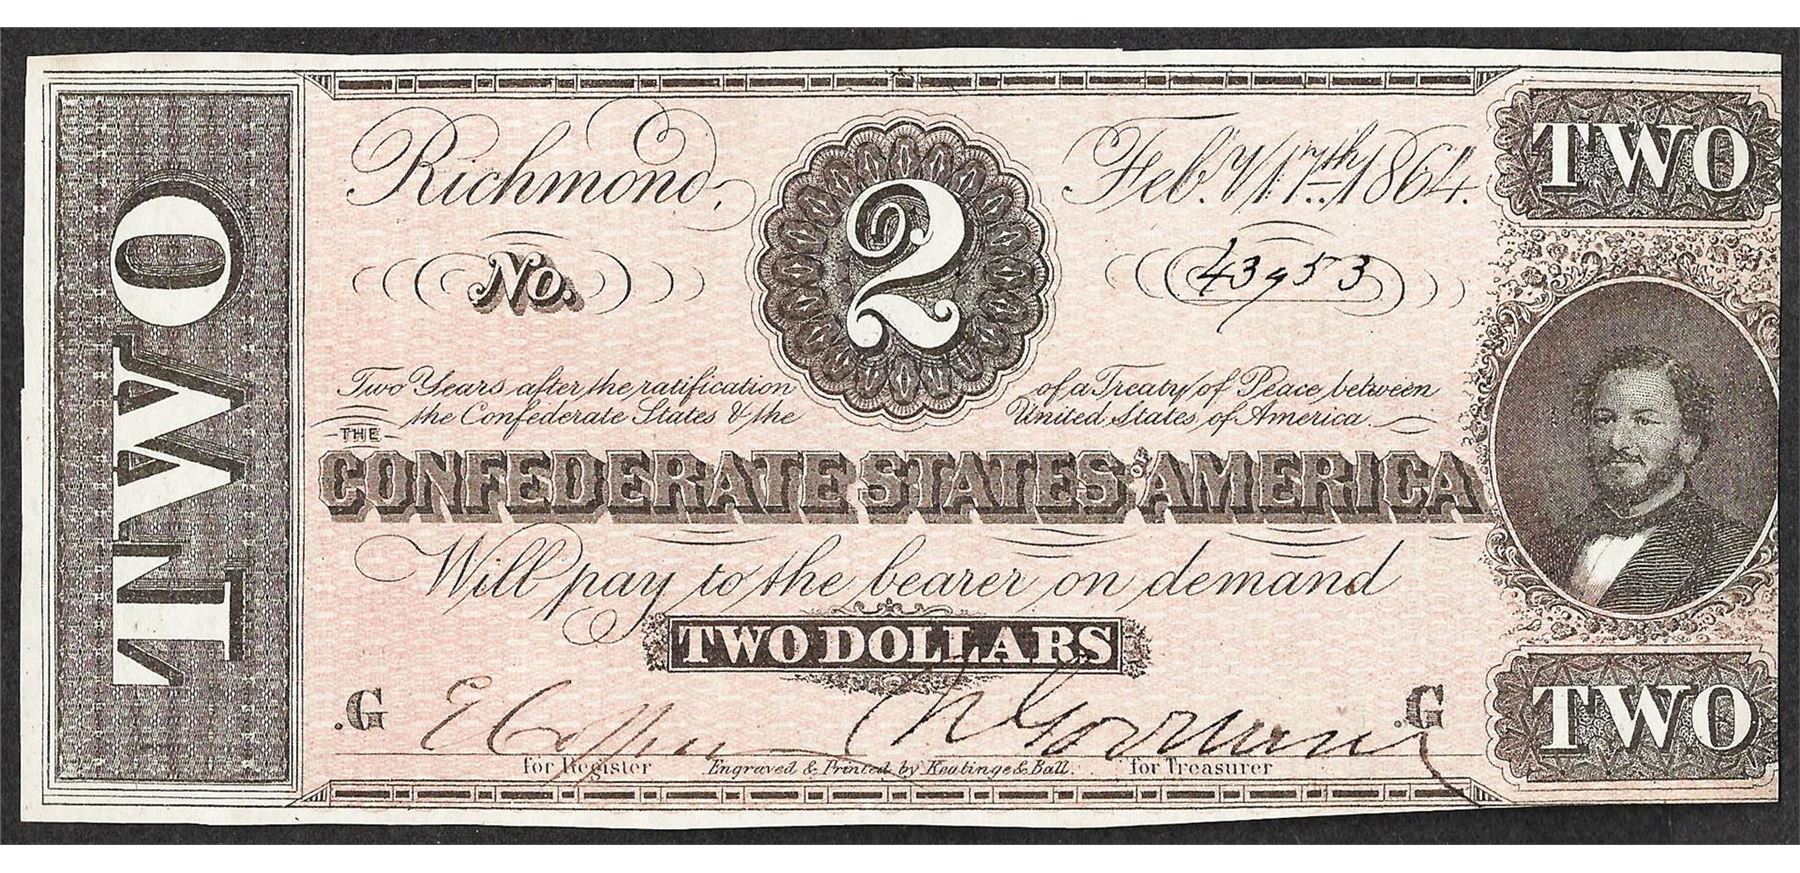 TWO
Richmond, Feb. 17th 1864.
TWO
2
No. 43953
Two Years after the ratification of a Treaty of Peace between
the Confederate States & the United States of America.
THE
CONFEDERATE STATES OF AMERICA
Will pay to the bearer on demand
TWO DOLLARS
.G .G
for Register Engraved & Printed by Keatinge & Ball. for Treasurer
TWO